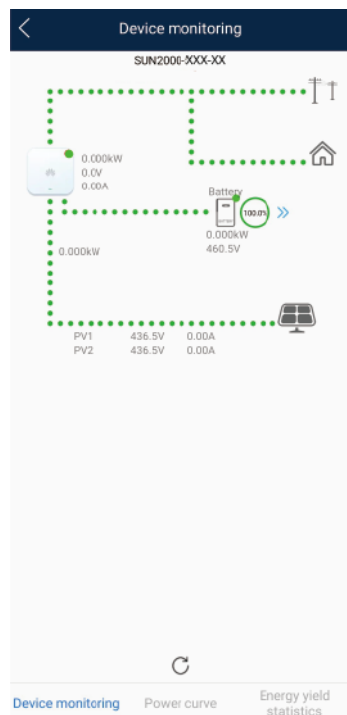 Device monitoring
SUN2000-XXX-XX
0.000kW
0.0V
0.00A
Battery
100.0%
0.000kW
460.5V
0.000kW
PV1 436.5V 0.00A
PV2 436.5V 0.00A
Device monitoring
Power curve
Energy yield
statistics